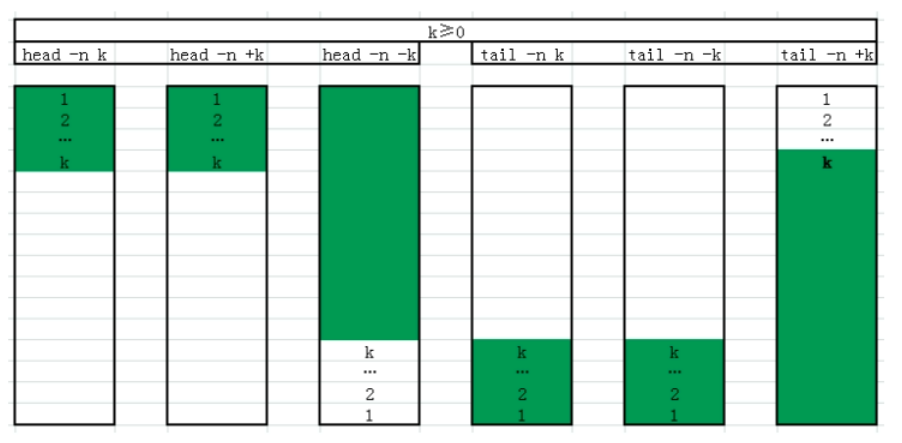 k≥0
head -n k head -n +k head -n -k tail -n k tail -n -k tail -n +k
1 1 1
2 2 2
… … …
k k k
k k k
… … …
2 2 2
1 1 1